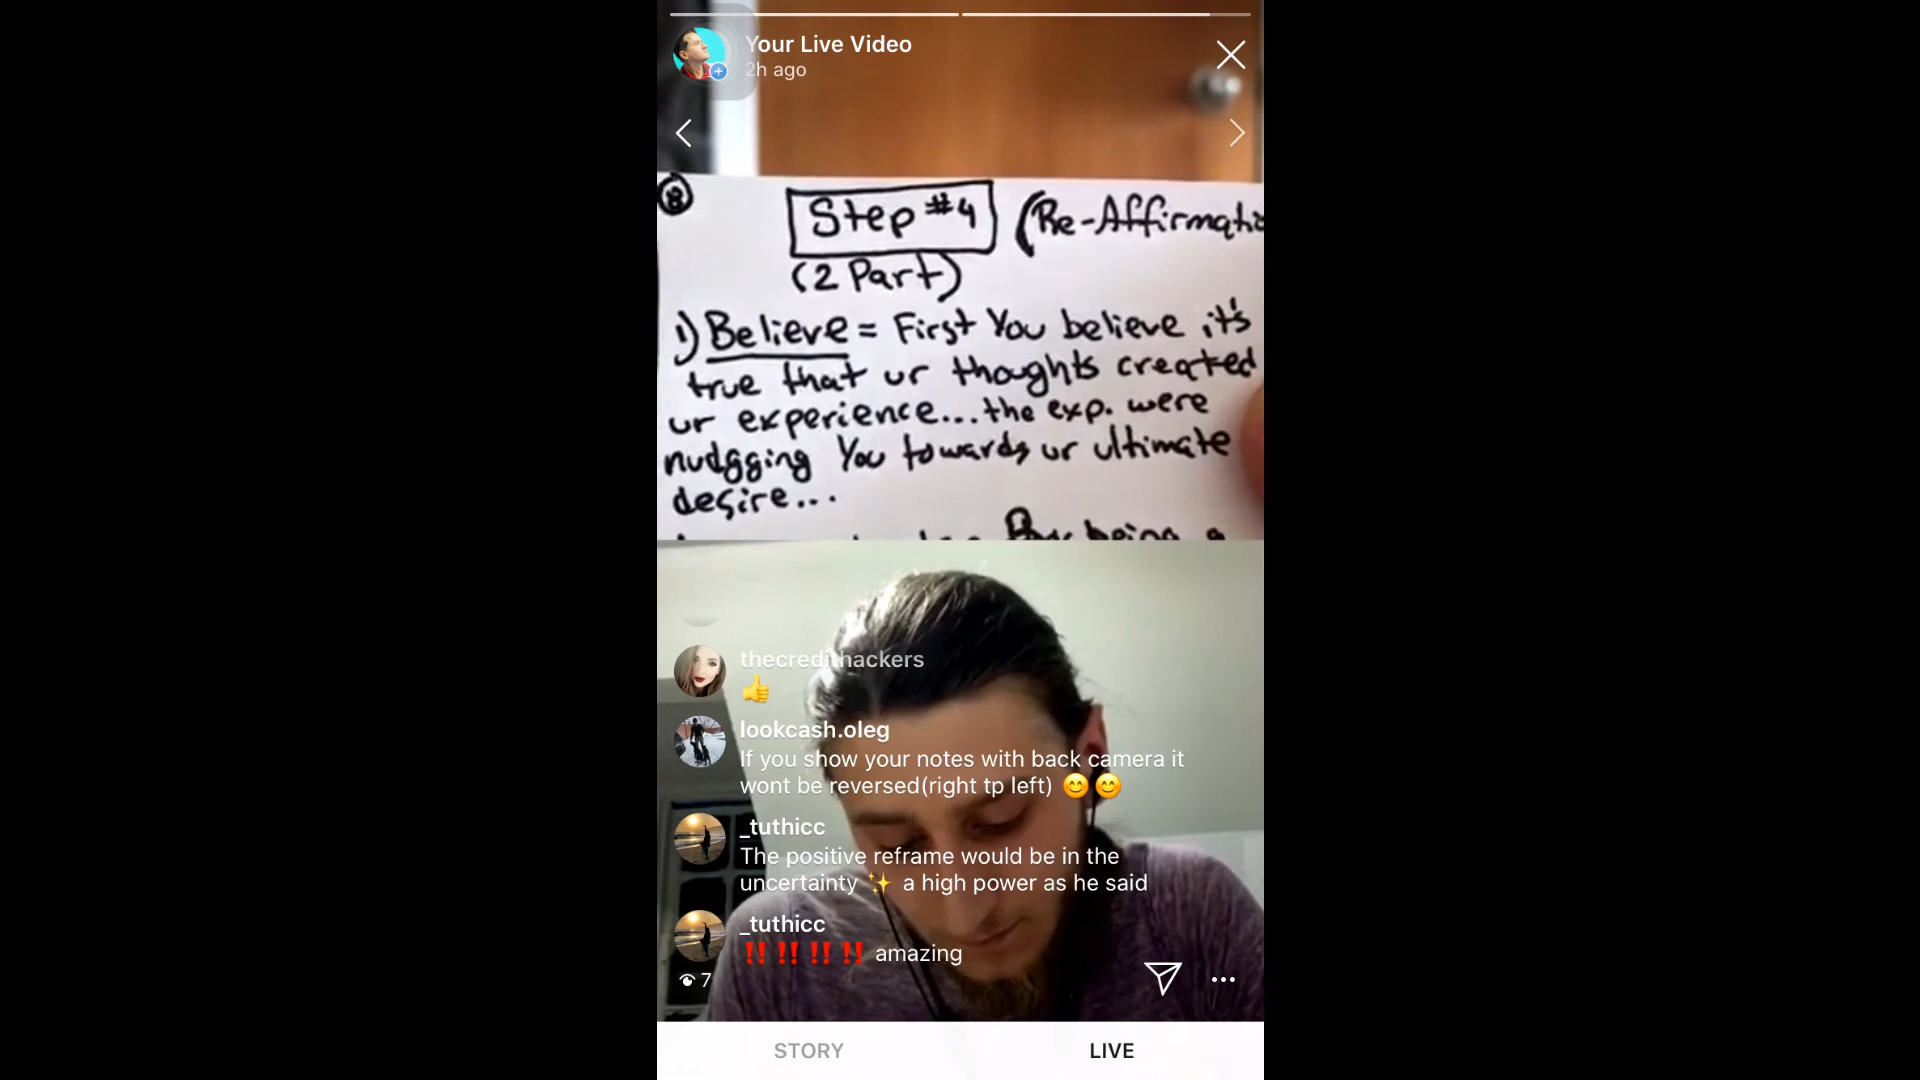 Your Live Video
2h ago
8
Step #4 (Re-Affirmatio
(2 Part)
1) Believe = First You believe it's
true that ur thoughts created
ur experience... the exp. were
nudgging You towards ur ultimate
desire...
being a
thecredithackers
👍
lookcash.oleg
If you show your notes with back camera it
wont be reversed(right tp left) 😊 😊
_tuthicc
The positive reframe would be in the
uncertainty ✨ a high power as he said
_tuthicc
‼️ ‼️ ‼️ ‼️ amazing
7
STORY LIVE